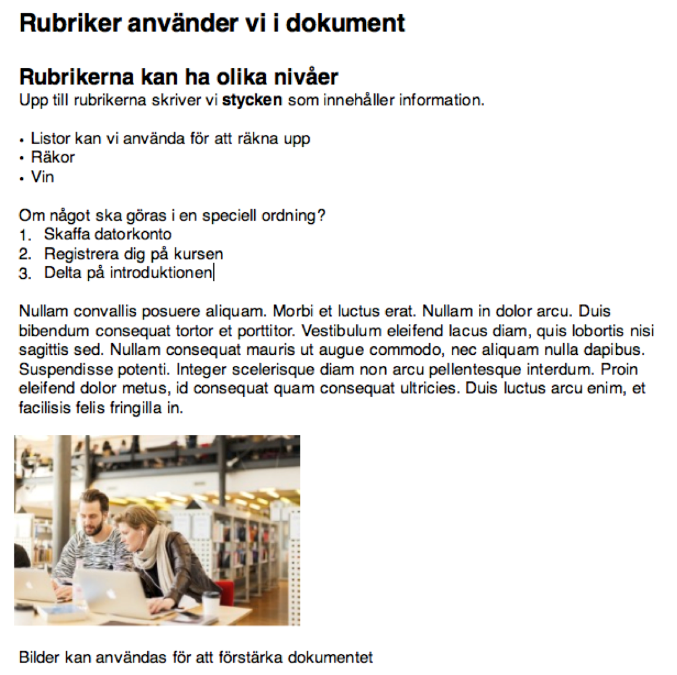 Rubriker använder vi i dokument
Rubrikerna kan ha olika nivåer
Upp till rubrikerna skriver vi stycken som innehåller information.
• Listor kan vi använda för att räkna upp
• Räkor
• Vin
Om något ska göras i en speciell ordning?
1. Skaffa datorkonto
2. Registrera dig på kursen
3. Delta på introduktionen
Nullam convallis posuere aliquam. Morbi et luctus erat. Nullam in dolor arcu. Duis
bibendum consequat tortor et porttitor. Vestibulum eleifend lacus diam, quis lobortis nisi
sagittis sed. Nullam consequat mauris ut augue commodo, nec aliquam nulla dapibus.
Suspendisse potenti. Integer scelerisque diam non arcu pellentesque interdum. Proin
eleifend dolor metus, id consequat quam consequat ultricies. Duis luctus arcu enim, et
facilisis felis fringilla in.
Bilder kan användas för att förstärka dokumentet